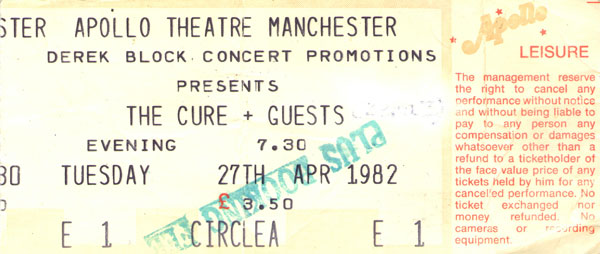 STER APOLLO THEATRE MANCHESTER
DEREK BLOCK CONCERT PROMOTIONS
PRESENTS
THE CURE + GUESTS
EVENING 7.30
30 TUESDAY 27TH APR 1982
£ 3.50
E 1 CIRCLEA E 1
PLUS BOOKING FEE
Apollo
LEISURE
The management reserve
the right to cancel any
performance without notice
and without being liable to
pay to any person any
compensation or damages
whatsoever other than a
refund to a ticketholder of
the face value price of any
tickets held by him for any
cancelled performance. No
ticket exchanged nor
money refunded. No
cameras or recording
equipment.